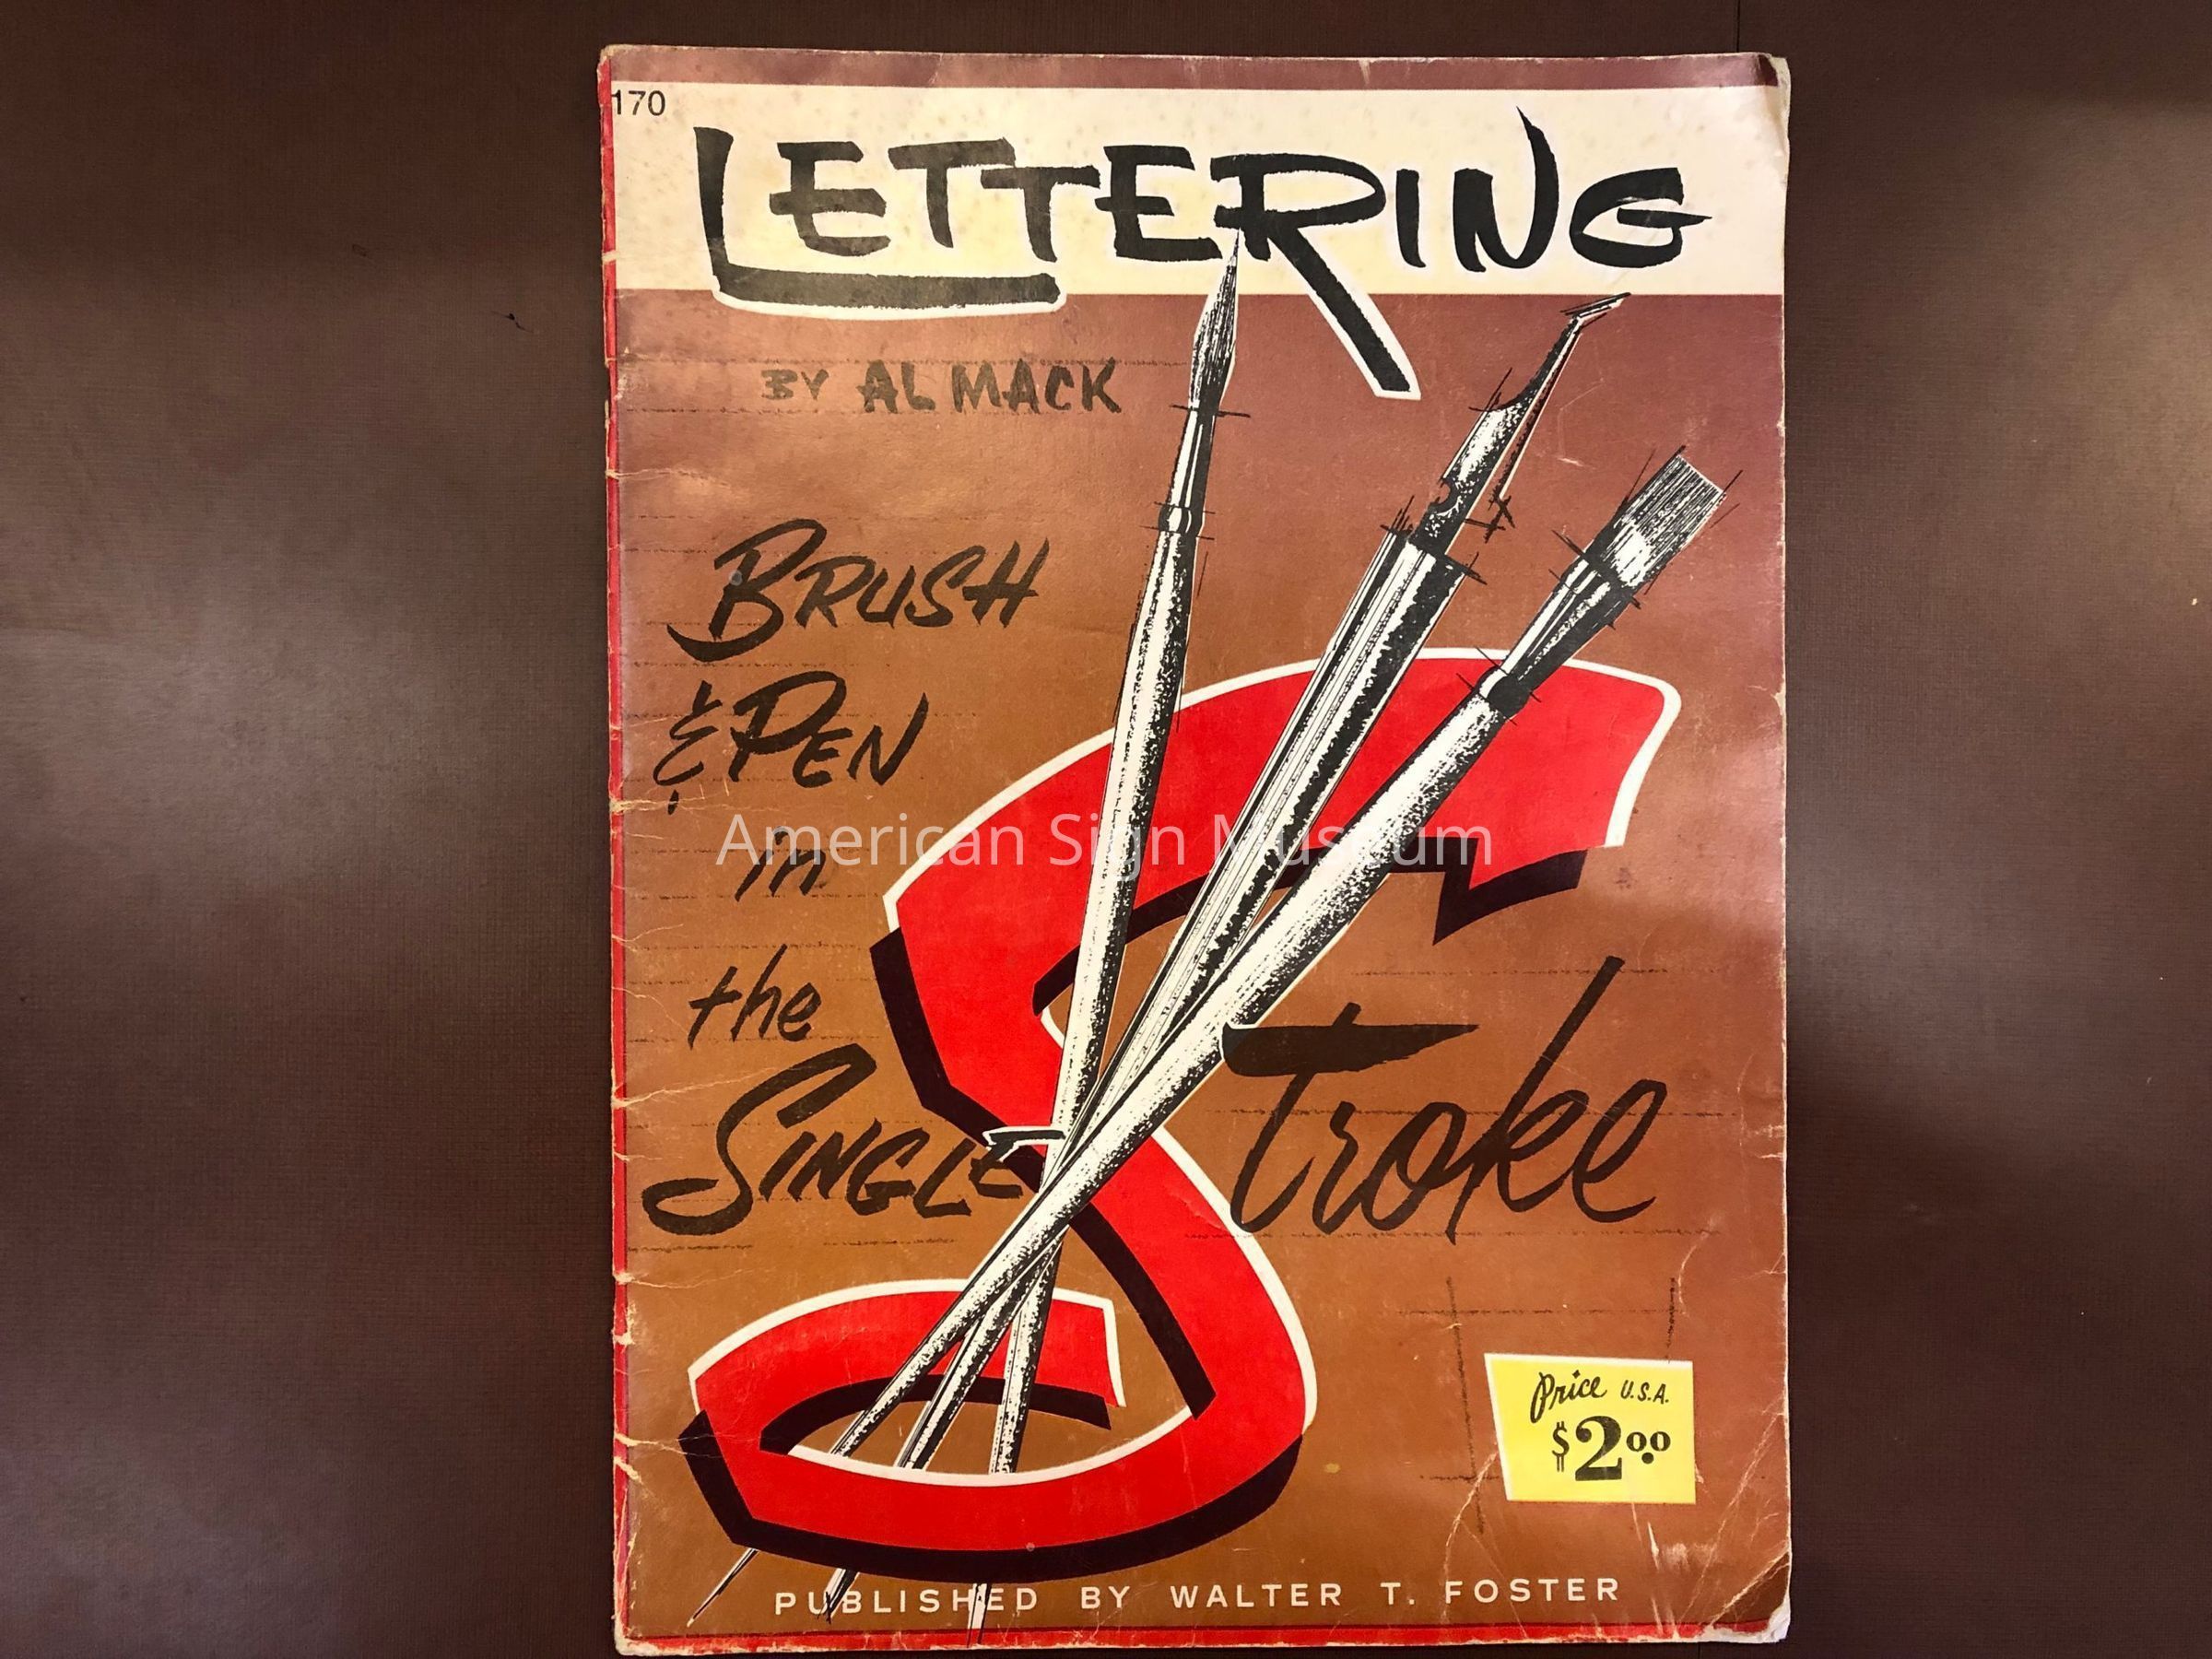 170
LETTERING
BY AL MACK
BRUSH
& PEN
in
the
SINGLE
STroke
American Sign Museum
Price U.S.A.
$2.00
PUBLISHED BY WALTER T. FOSTER